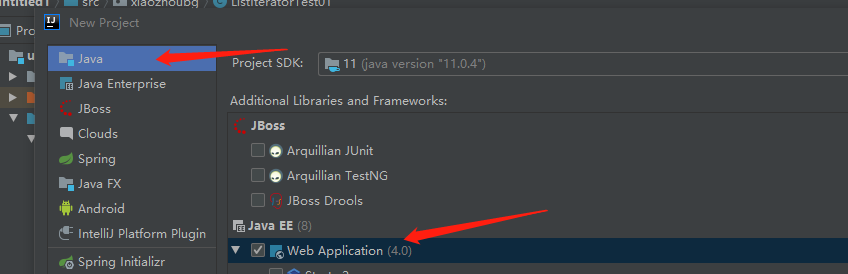 untitled1 〉 src 〉 xiaozhoubg 〉 ListIteratorTest01
New Project
Pro
u
Java
Java Enterprise
JBoss
Clouds
Spring
Java FX
Android
IntelliJ Platform Plugin
Spring Initializr
Project SDK:
11 (java version "11.0.4")
Additional Libraries and Frameworks:
JBoss
Arquillian JUnit
Arquillian TestNG
JBoss Drools
Java EE (8)
Web Application (4.0)